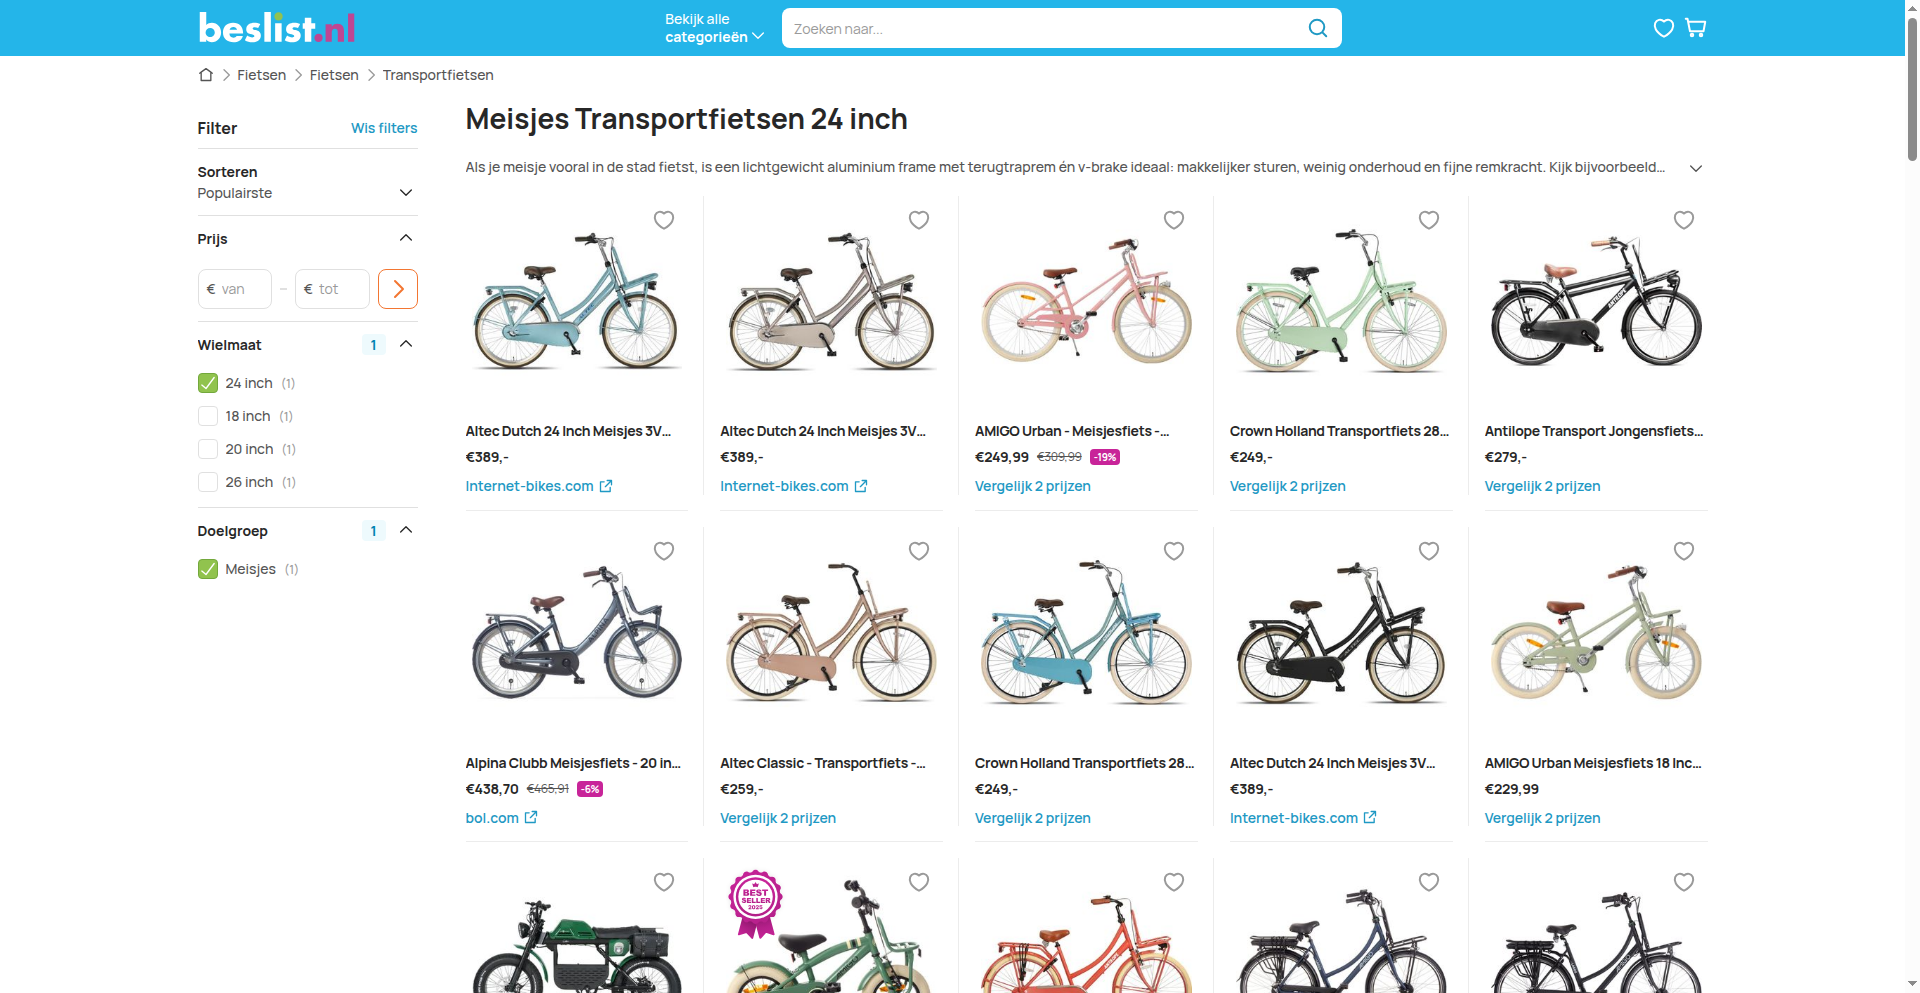 beslist.nl
Bekijk alle
categorieën
Zoeken naar...
Fietsen
Fietsen
Transportfietsen
Filter
Wis filters
Sorteren
Populairste
Prijs
€ van
–
€ tot
Wielmaat
1
24 inch (1)
18 inch (1)
20 inch (1)
26 inch (1)
Doelgroep
1
Meisjes (1)
Meisjes Transportfietsen 24 inch
Als je meisje vooral in de stad fietst, is een lichtgewicht aluminium frame met terugtraprem én v-brake ideaal: makkelijker sturen, weinig onderhoud en fijne remkracht. Kijk bijvoorbeeld...
Altec Dutch 24 Inch Meisjes 3V...
€389,-
Internet-bikes.com
Altec Dutch 24 Inch Meisjes 3V...
€389,-
Internet-bikes.com
AMIGO Urban - Meisjesfiets -...
€249,99 €309,99 -19%
Vergelijk 2 prijzen
Crown Holland Transportfiets 28...
€249,-
Vergelijk 2 prijzen
Antilope Transport Jongensfiets...
€279,-
Vergelijk 2 prijzen
Alpina Clubb Meisjesfiets - 20 in...
€438,70 €465,91 -6%
bol.com
Altec Classic - Transportfiets -...
€259,-
Vergelijk 2 prijzen
Crown Holland Transportfiets 28...
€249,-
Vergelijk 2 prijzen
Altec Dutch 24 Inch Meisjes 3V...
€389,-
Internet-bikes.com
AMIGO Urban Meisjesfiets 18 Inc...
€229,99
Vergelijk 2 prijzen
BEST
SELLER
2025